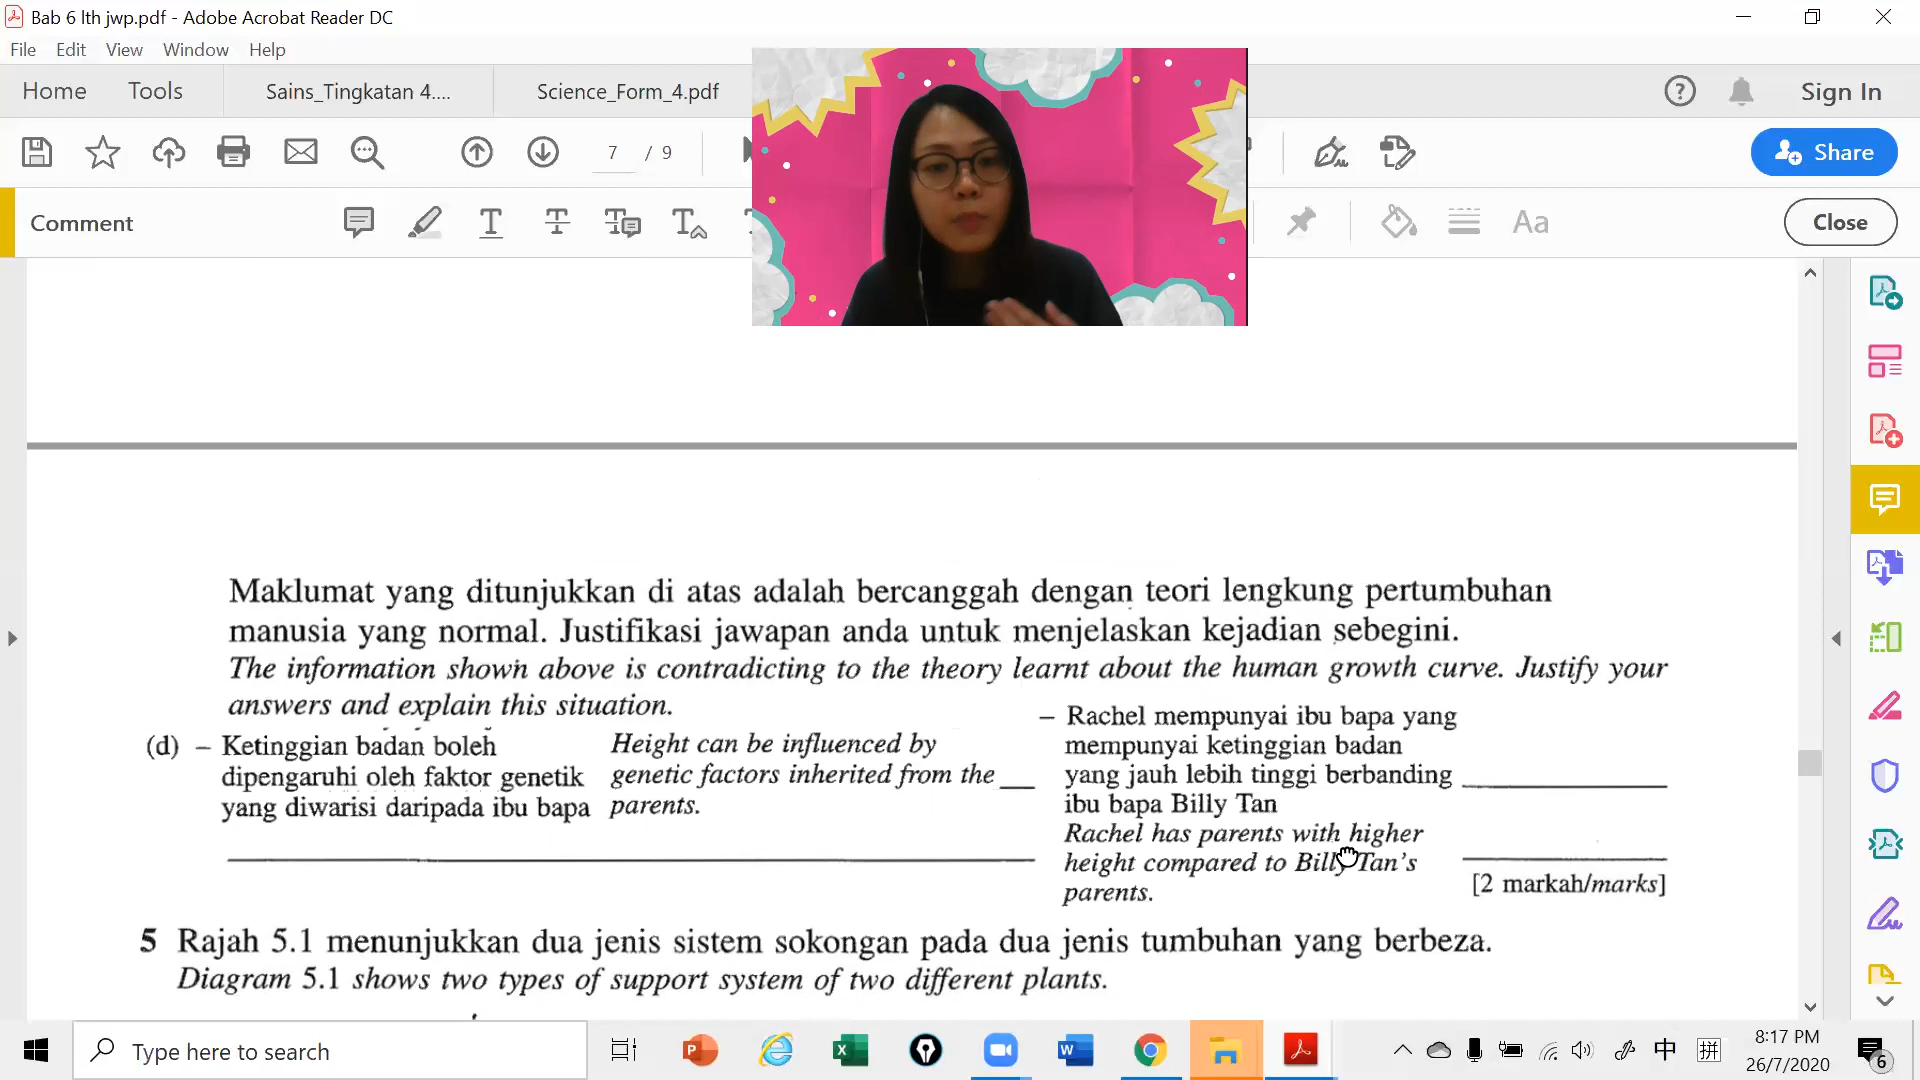 Bab 6 lth jwp.pdf - Adobe Acrobat Reader DC
File Edit View Window Help
Home Tools Sains_Tingkatan 4.... Science_Form_4.pdf Sign In
7 / 9 Share
Comment Aa Close
Maklumat yang ditunjukkan di atas adalah bercanggah dengan teori lengkung pertumbuhan
manusia yang normal. Justifikasi jawapan anda untuk menjelaskan kejadian sebegini.
The information shown above is contradicting to the theory learnt about the human growth curve. Justify your
answers and explain this situation.
(d) – Ketinggian badan boleh
dipengaruhi oleh faktor genetik
yang diwarisi daripada ibu bapa
Height can be influenced by
genetic factors inherited from the
parents.
– Rachel mempunyai ibu bapa yang
mempunyai ketinggian badan
yang jauh lebih tinggi berbanding
ibu bapa Billy Tan
Rachel has parents with higher
height compared to Billy Tan's
parents.
[2 markah/marks]
5 Rajah 5.1 menunjukkan dua jenis sistem sokongan pada dua jenis tumbuhan yang berbeza.
Diagram 5.1 shows two types of support system of two different plants.
Type here to search
中 拼
8:17 PM
26/7/2020
6